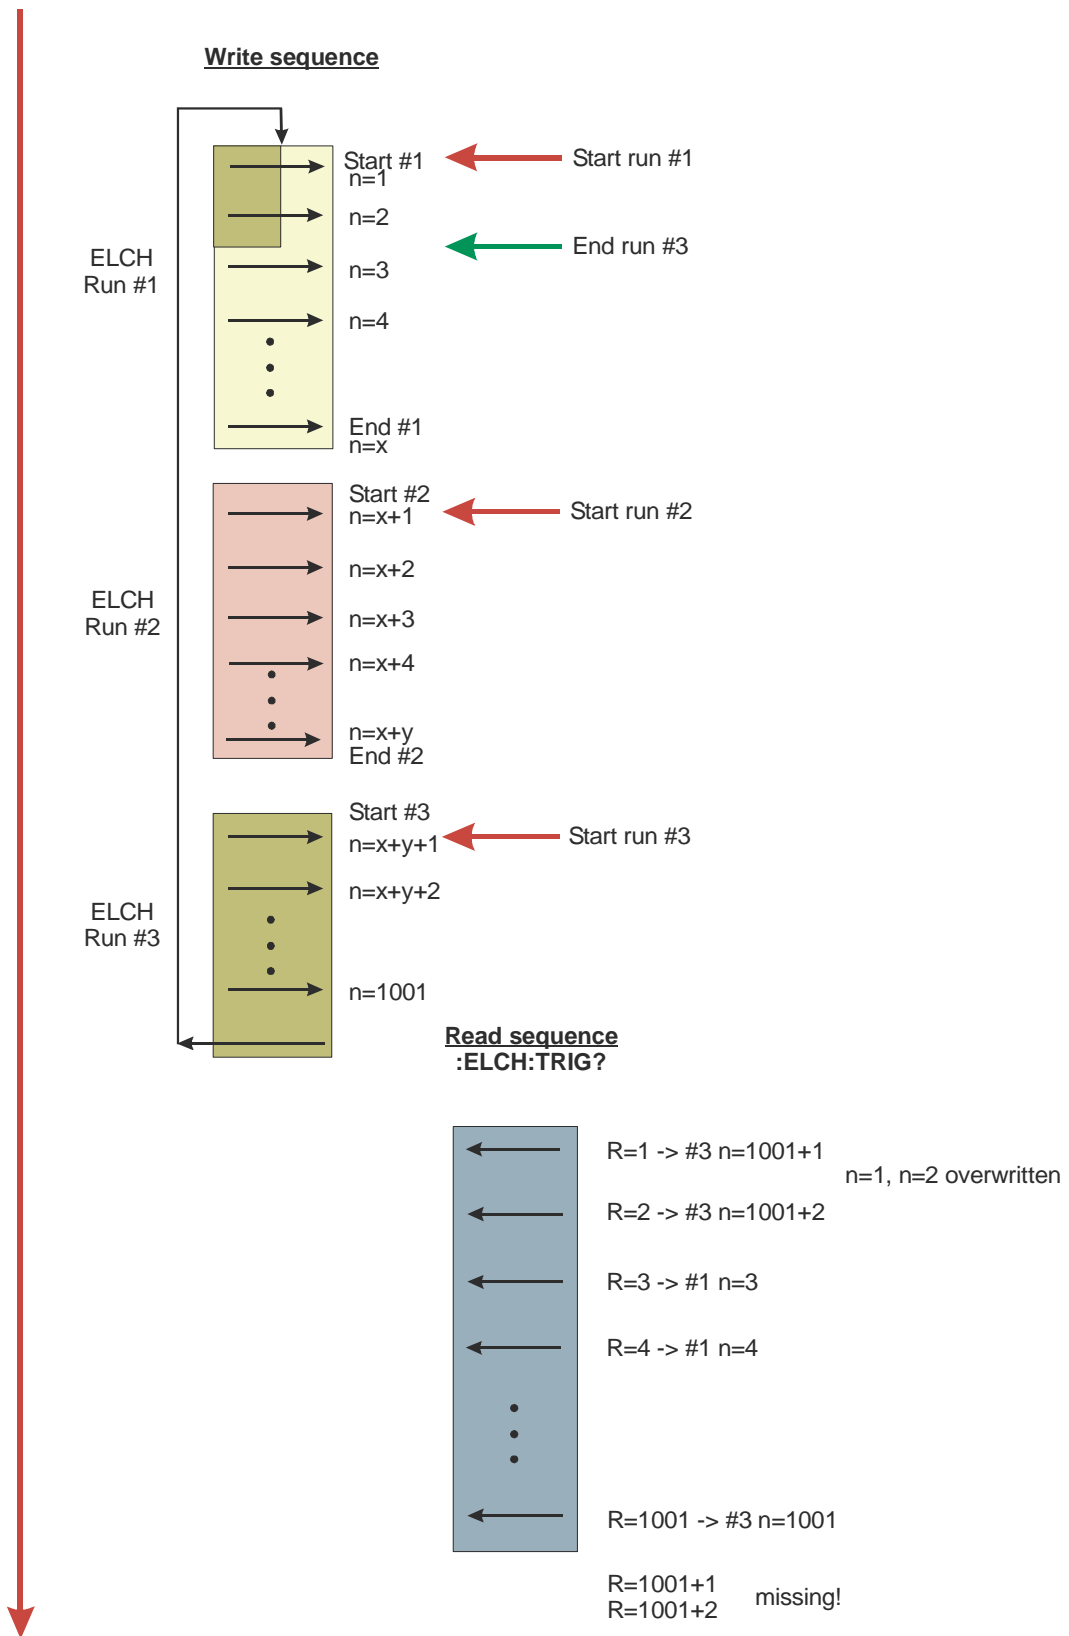 Write sequence
Start #1
n=1
Start run #1
n=2
End run #3
ELCH
Run #1
n=3
n=4
End #1
n=x
Start #2
n=x+1
Start run #2
n=x+2
ELCH
Run #2
n=x+3
n=x+4
n=x+y
End #2
Start #3
n=x+y+1
Start run #3
n=x+y+2
ELCH
Run #3
n=1001
Read sequence
:ELCH:TRIG?
R=1 -> #3 n=1001+1
n=1, n=2 overwritten
R=2 -> #3 n=1001+2
R=3 -> #1 n=3
R=4 -> #1 n=4
R=1001 -> #3 n=1001
R=1001+1
R=1001+2
missing!